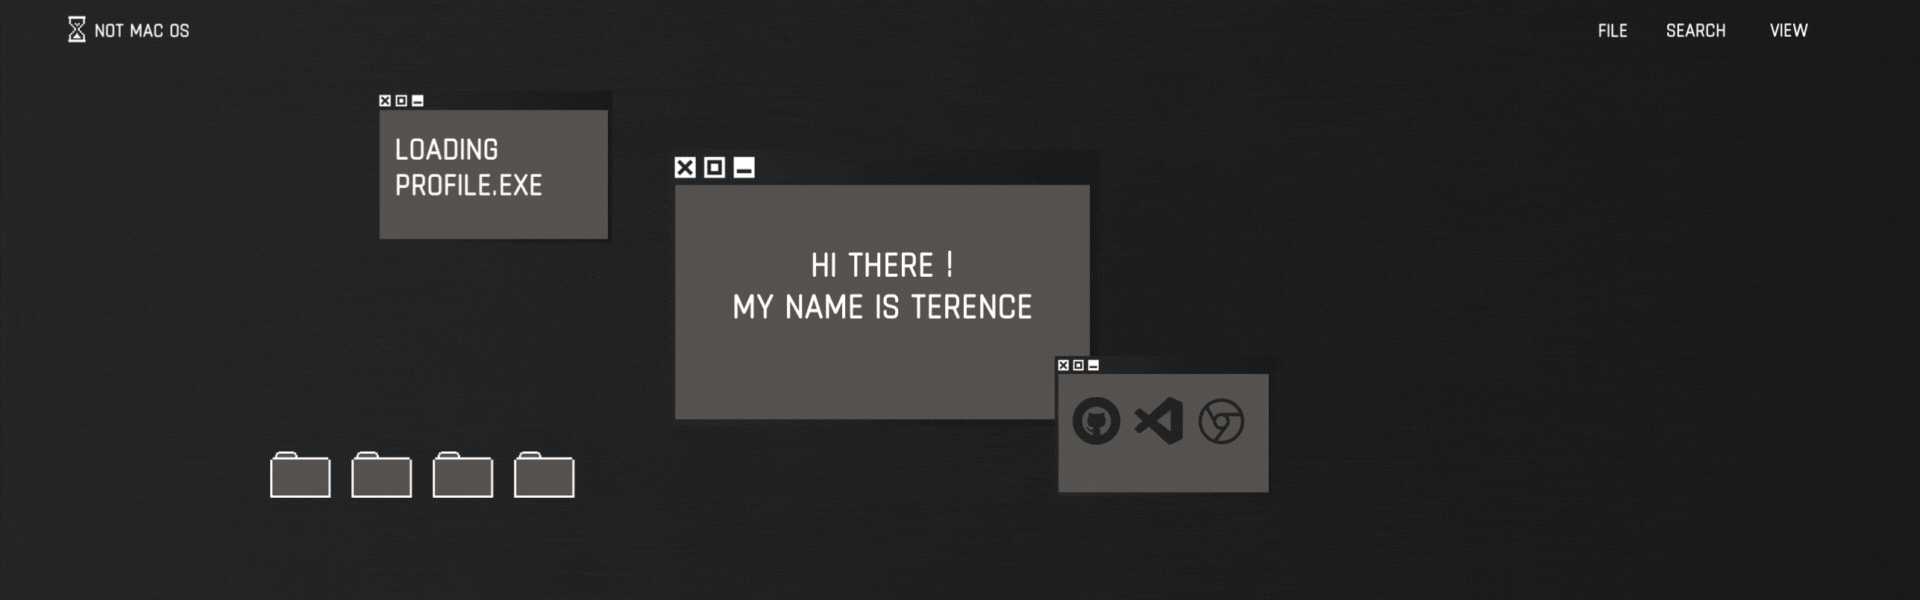 NOT MAC OS
FILE SEARCH VIEW
LOADING
PROFILE.EXE
HI THERE !
MY NAME IS TERENCE